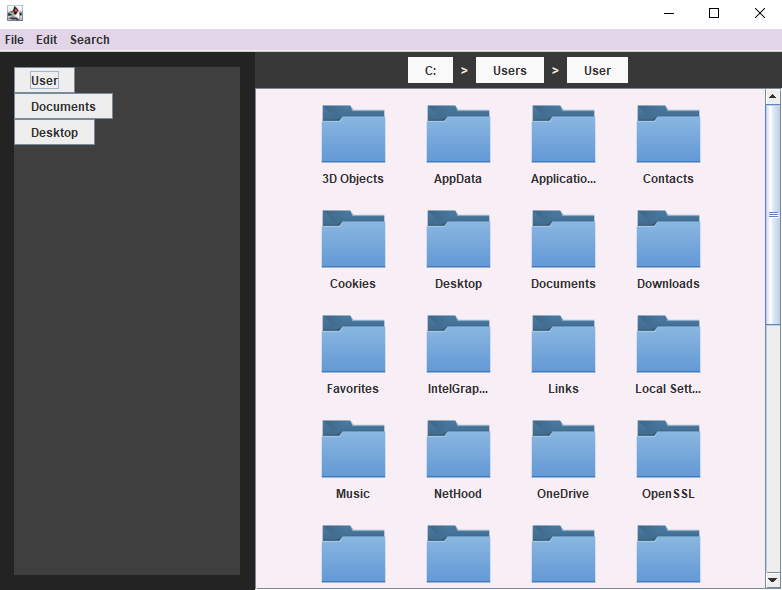 File Edit Search
User
Documents
Desktop
C: > Users > User
3D Objects AppData Applicatio... Contacts
Cookies Desktop Documents Downloads
Favorites IntelGrap... Links Local Sett...
Music NetHood OneDrive OpenSSL